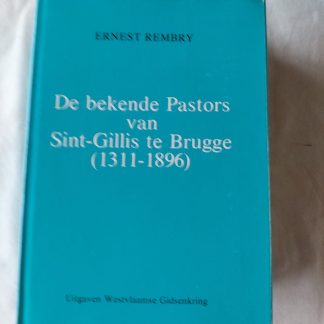 ERNEST REMBRY
De bekende Pastors
van
Sint-Gillis te Brugge
(1311-1896)
Uitgaven Westvlaamse Gidsenkring